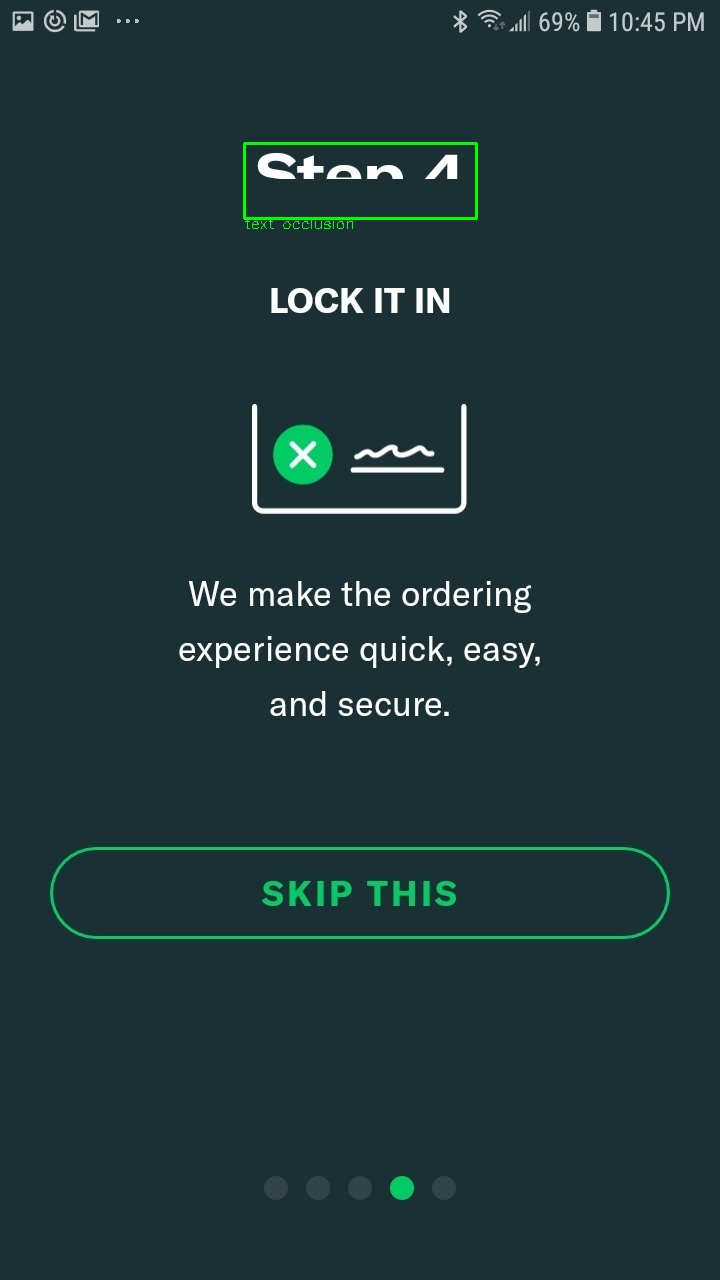 69% 10:45 PM
Step 4
text occlusion
LOCK IT IN
We make the ordering
experience quick, easy,
and secure.
SKIP THIS